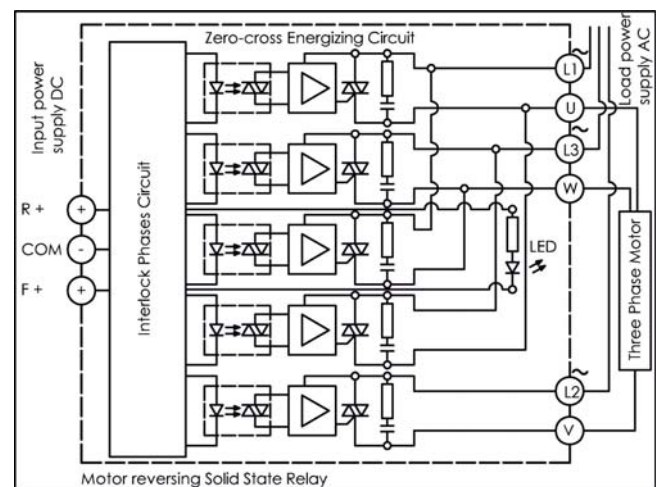 Zero-cross Energizing Circuit
Input power
supply DC
Load power
supply AC
Interlock Phases Circuit
R +
+
COM
-
F +
+
~
L1
U
~
L3
W
LED
Three Phase Motor
~
L2
V
Motor reversing Solid State Relay